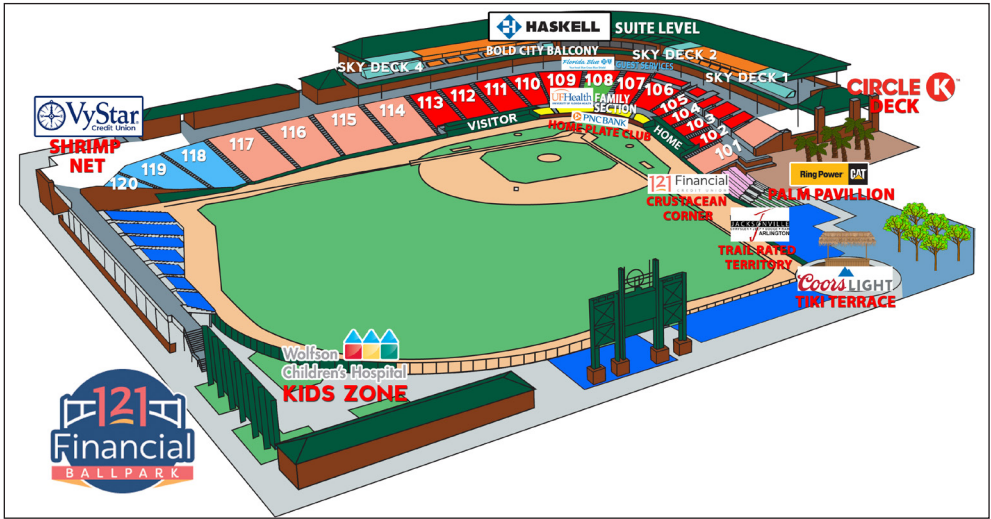 HASKELL
SUITE LEVEL
BOLD CITY BALCONY
Florida Blue
GUEST SERVICES
SKY DECK 2
SKY DECK 4
SKY DECK 1
CIRCLE K
DECK
VyStar
Credit Union
SHRIMP
NET
120
119
118
117
116
115
114
113
112
111
110
109
108
107
106
105
104
103
102
101
UFHealth
FAMILY
SECTION
VISITOR
PNCBANK
HOME PLATE CLUB
HOME
121 Financial
CREDIT UNION
CRUSTACEAN
CORNER
Ring Power CAT
PALM PAVILLION
JACKSONVILLE
ARLINGTON
TRAIL RATED
TERRITORY
Coors LIGHT
TIKI TERRACE
Wolfson
Children's Hospital
KIDS ZONE
121
Financial
BALLPARK